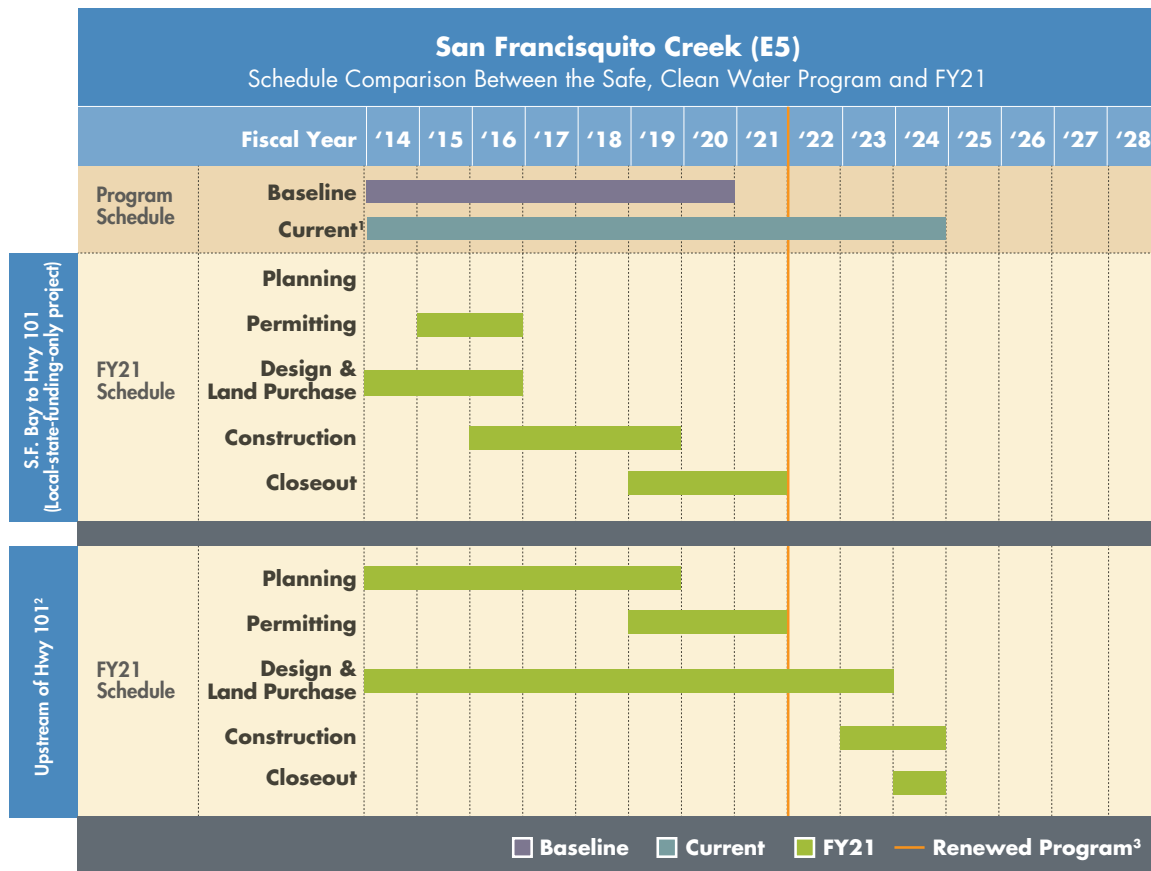 San Francisquito Creek (E5)
Schedule Comparison Between the Safe, Clean Water Program and FY21
Fiscal Year ‘14 ‘15 ‘16 ‘17 ‘18 ‘19 ‘20 ‘21 ‘22 ‘23 ‘24 ‘25 ‘26 ‘27 ‘28
Program
Schedule
Baseline
Current¹
S.F. Bay to Hwy 101
(Local-state-funding-only project)
FY21
Schedule
Planning
Permitting
Design &
Land Purchase
Construction
Closeout
Upstream of Hwy 101²
FY21
Schedule
Planning
Permitting
Design &
Land Purchase
Construction
Closeout
Baseline Current FY21 Renewed Program³